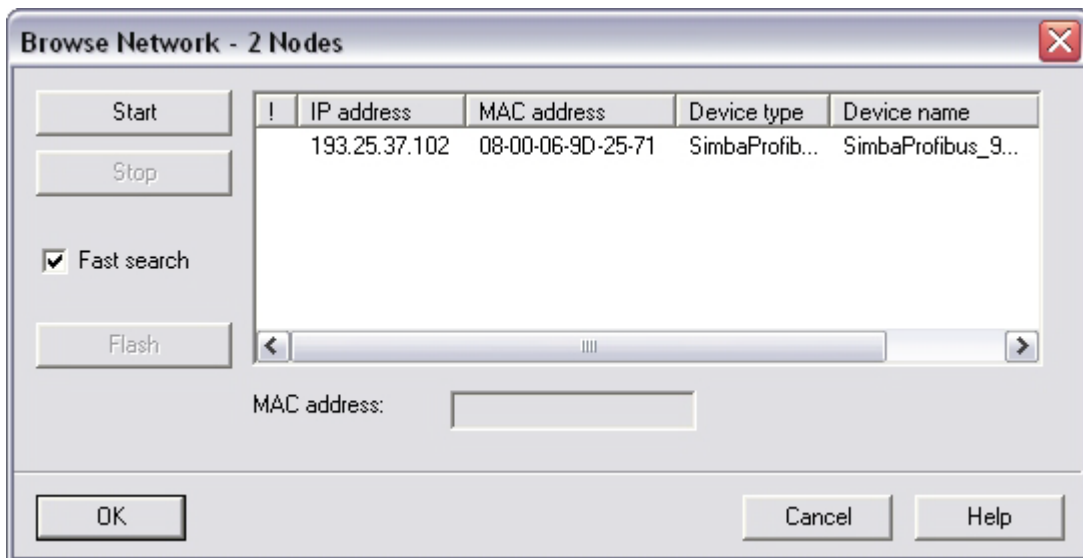 Browse Network - 2 Nodes
Start
Stop
Fast search
Flash
! IP address MAC address Device type Device name
193.25.37.102 08-00-06-9D-25-71 SimbaProfib... SimbaProfibus_9...
MAC address:
OK Cancel Help